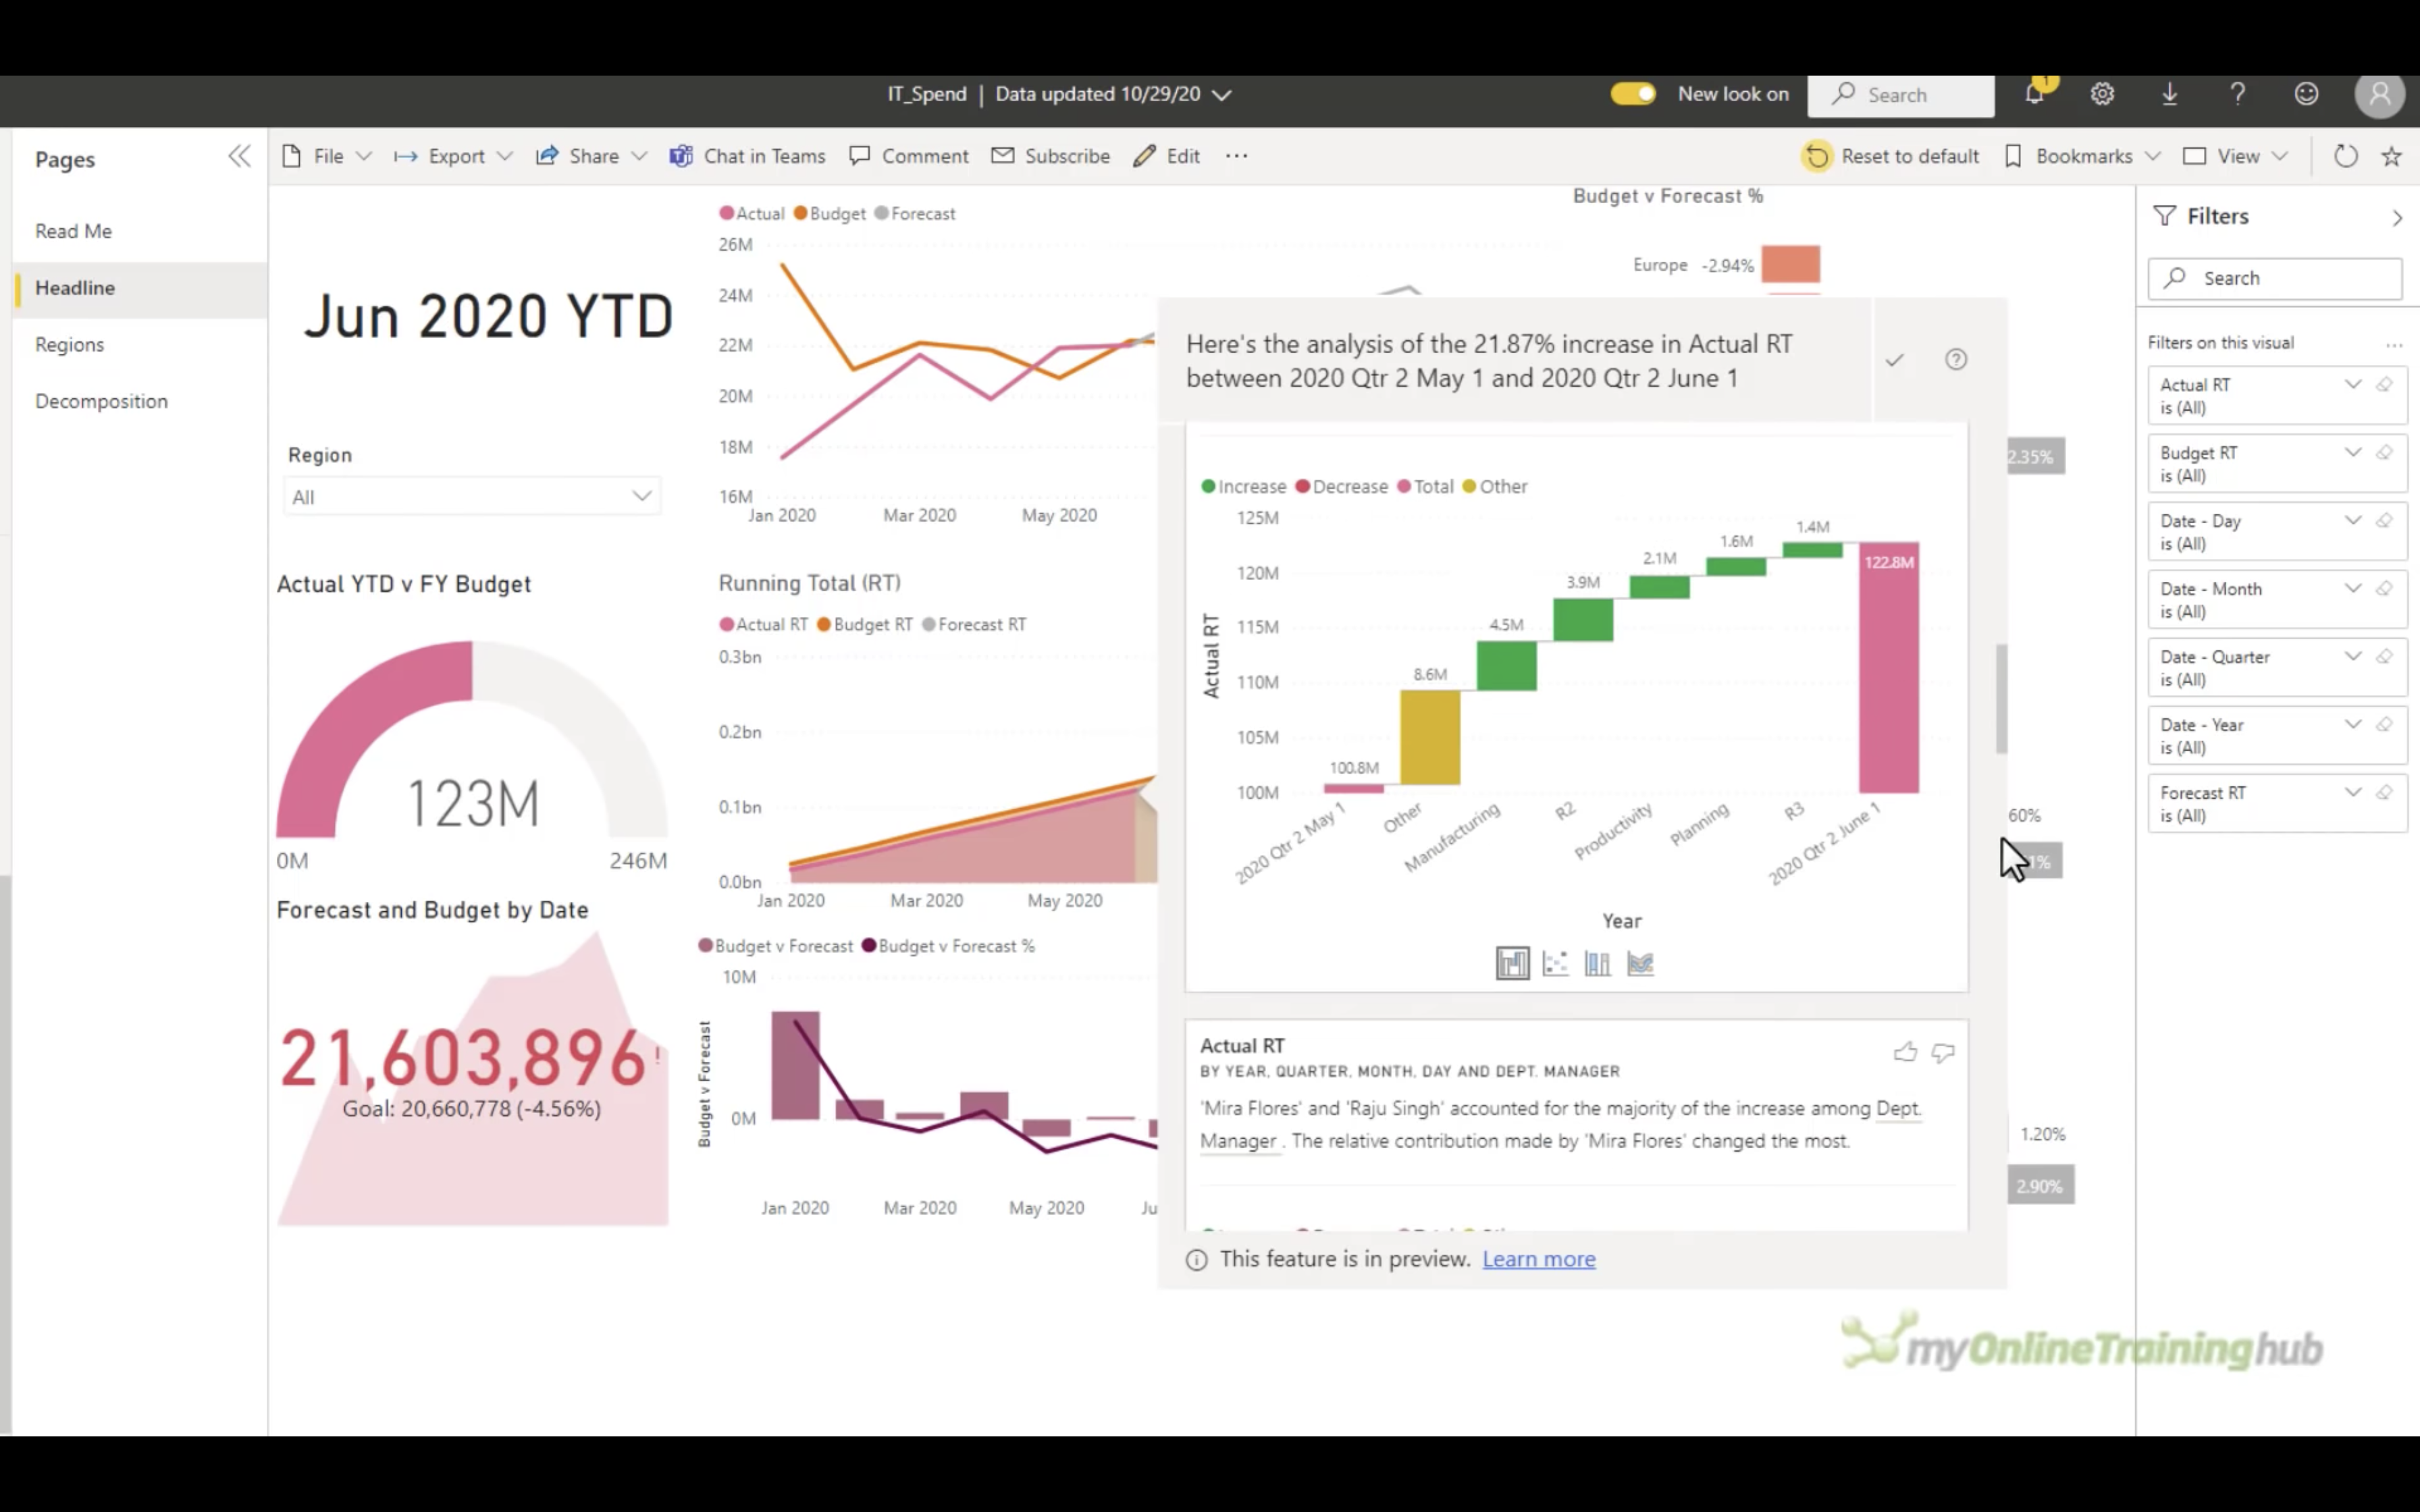 IT_Spend | Data updated 10/29/20
New look on
Search
1
Pages
Read Me
Headline
Regions
Decomposition
File
Export
Share
Chat in Teams
Comment
Subscribe
Edit
Reset to default
Bookmarks
View
Jun 2020 YTD
Region
All
Actual YTD v FY Budget
123M
0M
246M
Forecast and Budget by Date
21,603,896!
Goal: 20,660,778 (-4.56%)
Actual Budget Forecast
26M
24M
22M
20M
18M
16M
Jan 2020 Mar 2020 May 2020
Running Total (RT)
Actual RT Budget RT Forecast RT
0.3bn
0.2bn
0.1bn
0.0bn
Jan 2020 Mar 2020 May 2020
Budget v Forecast Budget v Forecast %
10M
0M
Budget v Forecast
Jan 2020 Mar 2020 May 2020 Ju
Budget v Forecast %
Europe -2.94%
2.35%
60%
1%
1.20%
2.90%
Here's the analysis of the 21.87% increase in Actual RT
between 2020 Qtr 2 May 1 and 2020 Qtr 2 June 1
Increase Decrease Total Other
125M
120M
115M
110M
105M
100M
Actual RT
100.8M
8.6M
4.5M
3.9M
2.1M
1.6M
1.4M
122.8M
2020 Qtr 2 May 1
Other
Manufacturing
R2
Productivity
Planning
R3
2020 Qtr 2 June 1
Year
Actual RT
BY YEAR, QUARTER, MONTH, DAY AND DEPT. MANAGER
'Mira Flores' and 'Raju Singh' accounted for the majority of the increase among Dept.
Manager . The relative contribution made by 'Mira Flores' changed the most.
This feature is in preview. Learn more
Filters
Search
Filters on this visual
Actual RT
is (All)
Budget RT
is (All)
Date - Day
is (All)
Date - Month
is (All)
Date - Quarter
is (All)
Date - Year
is (All)
Forecast RT
is (All)
myOnlineTraininghub